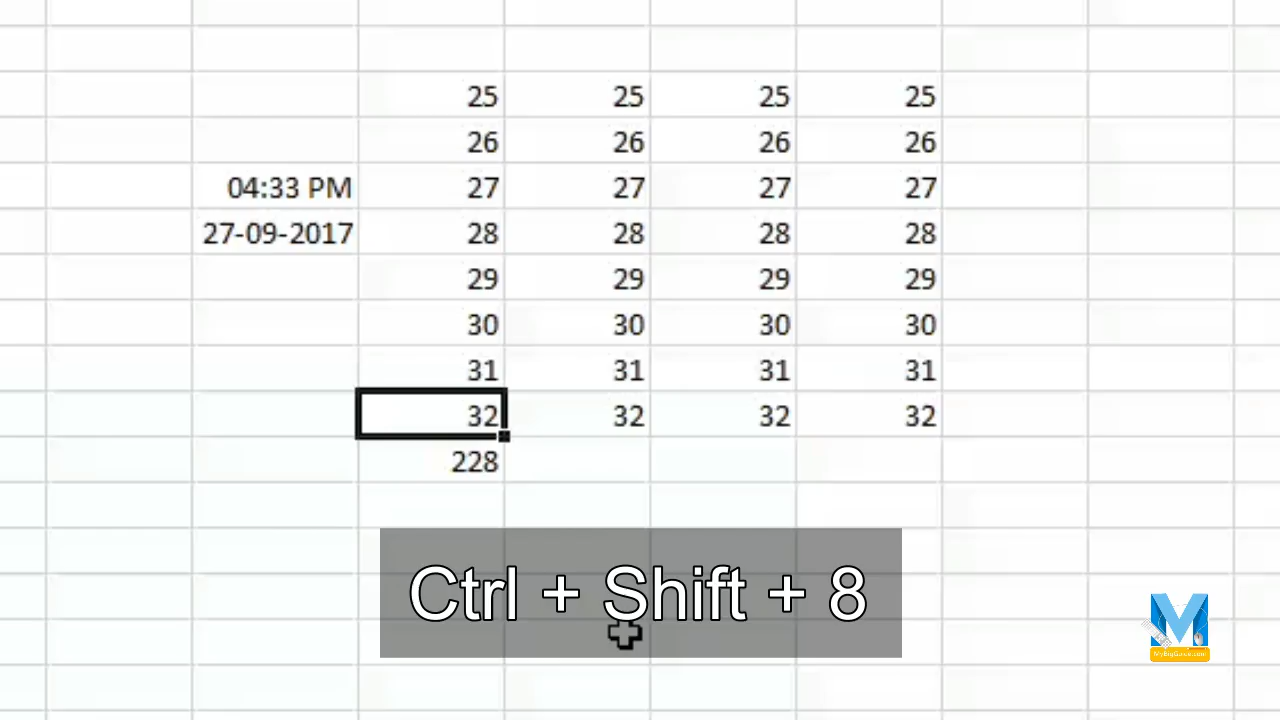 25 25 25 25
26 26 26 26
04:33 PM 27 27 27 27
27-09-2017 28 28 28 28
29 29 29 29
30 30 30 30
31 31 31 31
32 32 32 32
228
Ctrl + Shift + 8
M
MyBigGuide.com